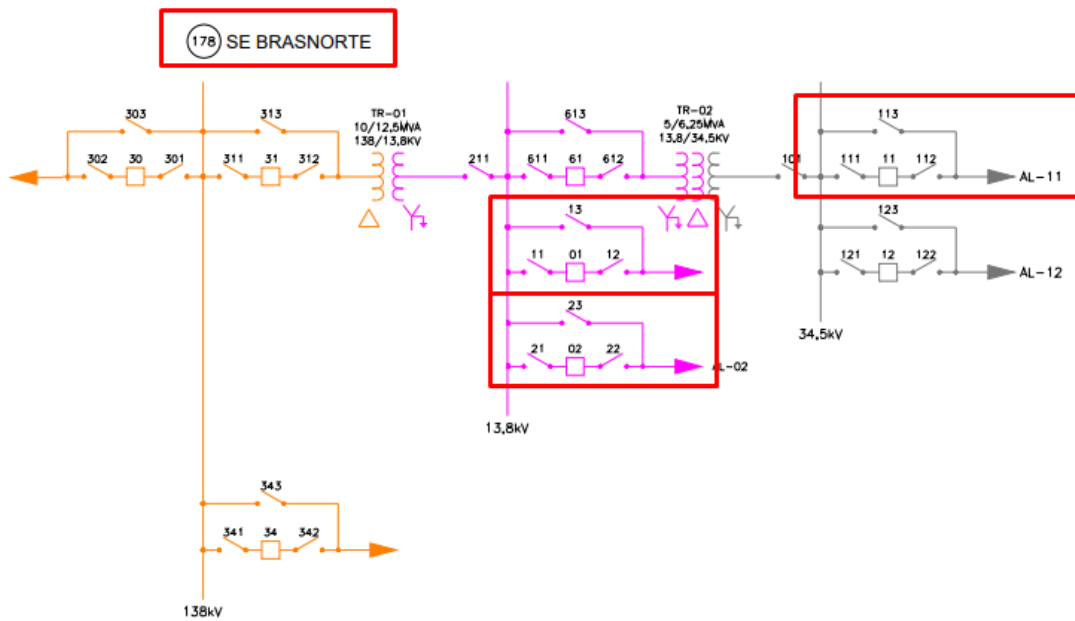 178 SE BRASNORTE
303
313
302 30 301
311 31 312
TR-01
10/12,5MVA
138/13,8KV
211
613
611 61 612
TR-02
5/6,25MVA
13,8/34,5KV
101
113
111 11 112
AL-11
13
11 01 12
123
121 12 122
AL-12
23
21 02 22
AL-02
34,5kV
13,8kV
343
341 34 342
138kV